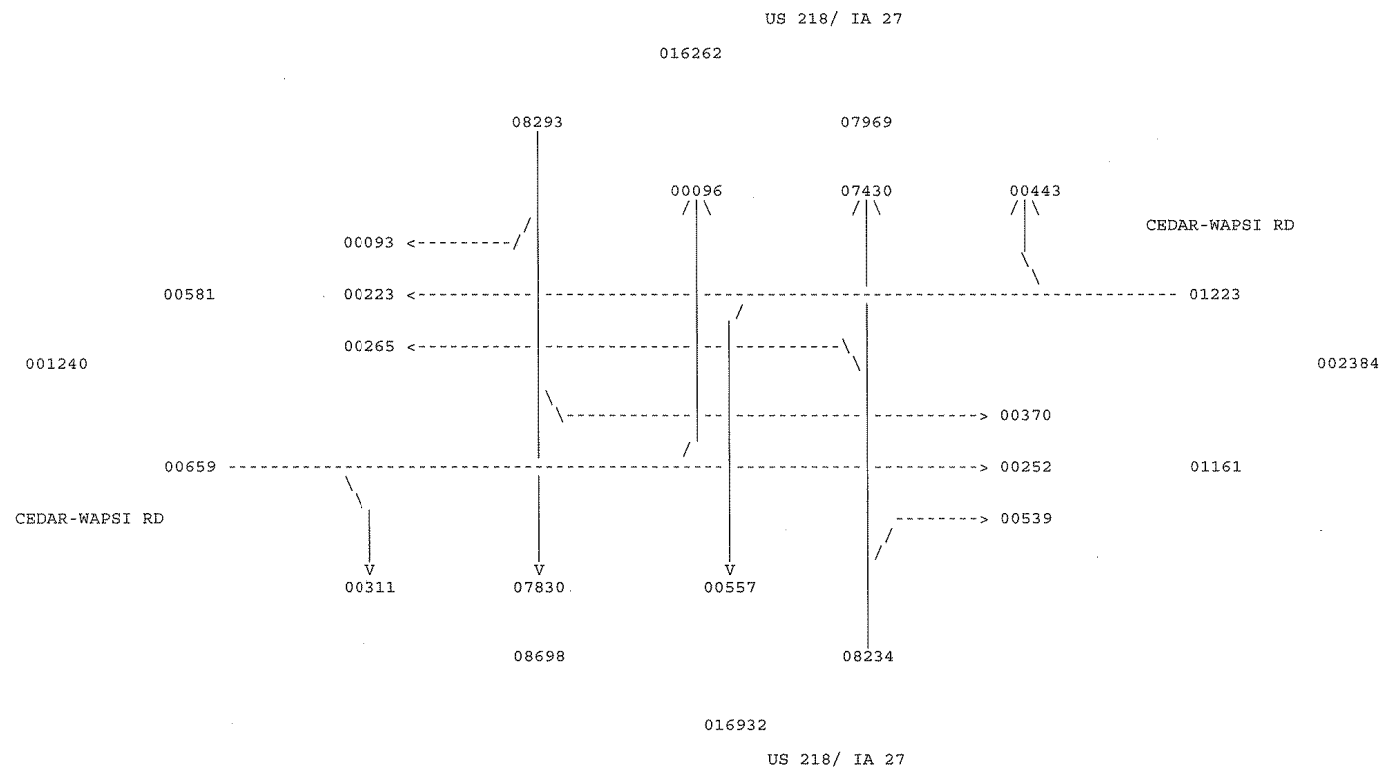 US 218/ IA 27
016262
08293 07969
00096 07430 00443
CEDAR-WAPSI RD
00093 <
00581 00223 < 01223
00265 <
001240 002384
> 00370
00659 > 00252 01161
CEDAR-WAPSI RD > 00539
V V V
00311 07830 00557
08698 08234
016932
US 218/ IA 27